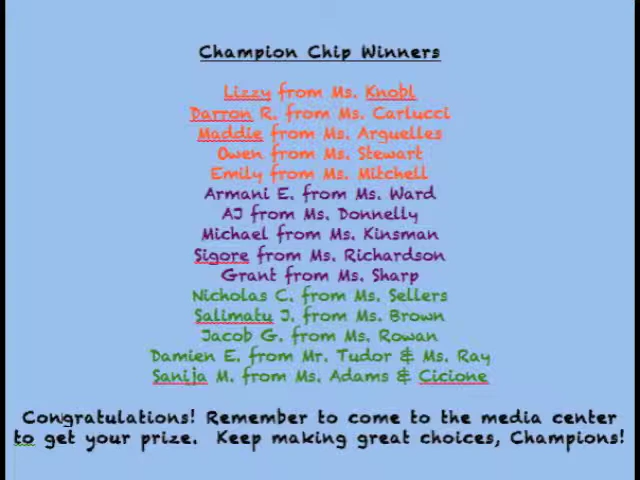 Champion Chip Winners
Lizzy from Ms. Knobl
Darron R. from Ms. Carlucci
Maddie from Ms. Arguelles
Owen from Ms. Stewart
Emily from Ms. Mitchell
Armani E. from Ms. Ward
AJ from Ms. Donnelly
Michael from Ms. Kinsman
Sigore from Ms. Richardson
Grant from Ms. Sharp
Nicholas C. from Ms. Sellers
Salimatu J. from Ms. Brown
Jacob G. from Ms. Rowan
Damien E. from Mr. Tudor & Ms. Ray
Sanija M. from Ms. Adams & Cicione
Congratulations! Remember to come to the media center
to get your prize. Keep making great choices, Champions!